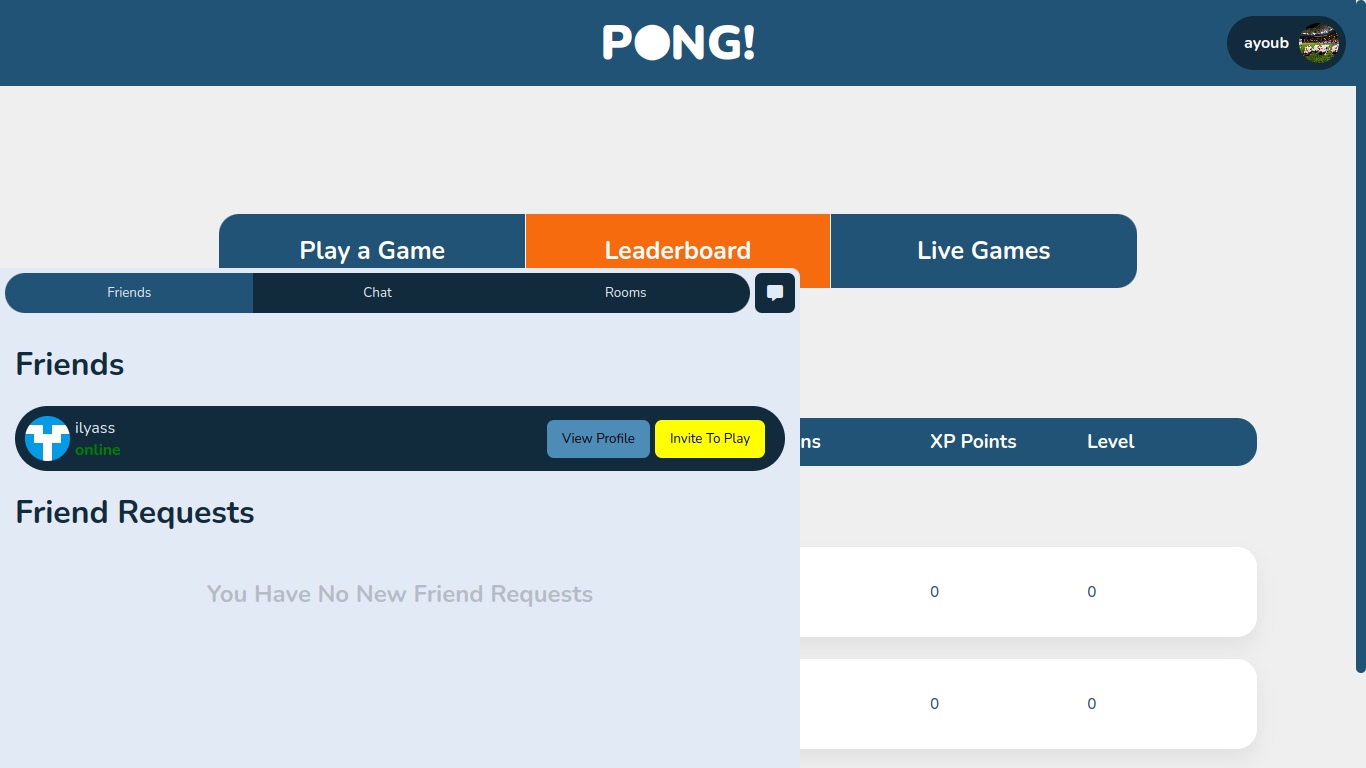 PONG!
ayoub
Play a Game
Leaderboard
Live Games
Friends
Chat
Rooms
Friends
ilyass
online
View Profile
Invite To Play
Friend Requests
You Have No New Friend Requests
ns
XP Points
Level
0
0
0
0